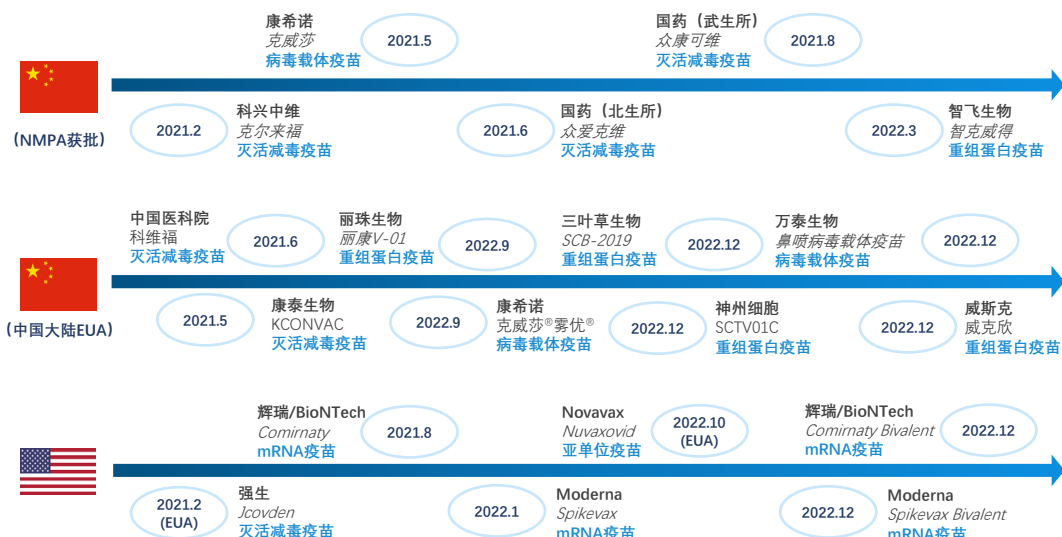 康希诺
克威莎
病毒载体疫苗
2021.5
国药（武生所）
众康可维
灭活减毒疫苗
2021.8
(NMPA获批)
2021.2
科兴中维
克尔来福
灭活减毒疫苗
2021.6
国药（北生所）
众爱克维
灭活减毒疫苗
2022.3
智飞生物
智克威得
重组蛋白疫苗
中国医科院
科维福
灭活减毒疫苗
2021.6
丽珠生物
丽康V-01
重组蛋白疫苗
2022.9
三叶草生物
SCB-2019
重组蛋白疫苗
2022.12
万泰生物
鼻喷病毒载体疫苗
病毒载体疫苗
2022.12
(中国大陆EUA)
2021.5
康泰生物
KCONVAC
灭活减毒疫苗
2022.9
康希诺
克威莎®雾优®
病毒载体疫苗
2022.12
神州细胞
SCTV01C
重组蛋白疫苗
2022.12
威斯克
威克欣
重组蛋白疫苗
辉瑞/BioNTech
Comirnaty
mRNA疫苗
2021.8
Novavax
Nuvaxovid
亚单位疫苗
2022.10
(EUA)
辉瑞/BioNTech
Comirnaty Bivalent
mRNA疫苗
2022.12
2021.2
(EUA)
强生
Jcovden
灭活减毒疫苗
2022.1
Moderna
Spikevax
mRNA疫苗
2022.12
Moderna
Spikevax Bivalent
mRNA疫苗